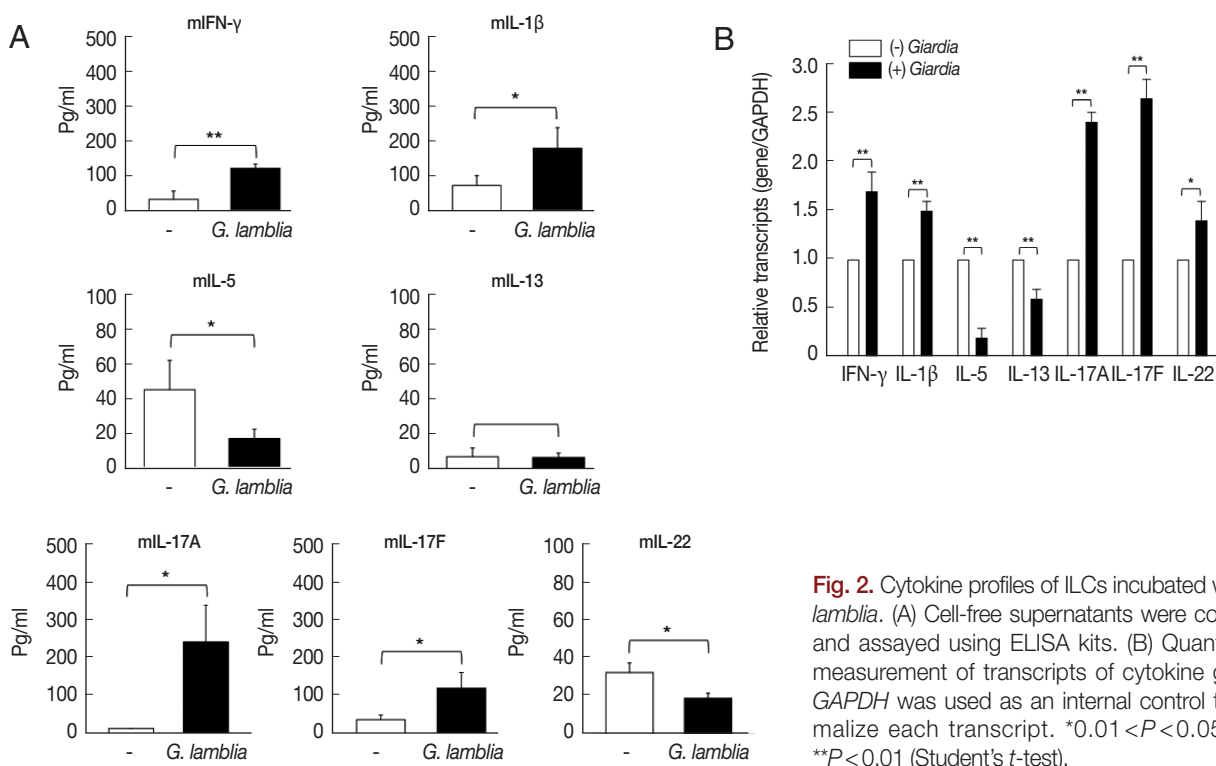 A
mIFN-γ
Pg/ml
500
400
300
200
100
0
**
- G. lamblia
mIL-1β
Pg/ml
500
400
300
200
100
0
*
- G. lamblia
mIL-5
Pg/ml
100
80
60
40
20
0
*
- G. lamblia
mIL-13
Pg/ml
100
80
60
40
20
0
- G. lamblia
mIL-17A
Pg/ml
500
400
300
200
100
0
*
- G. lamblia
mIL-17F
Pg/ml
500
400
300
200
100
0
*
- G. lamblia
mIL-22
Pg/ml
100
80
60
40
20
0
*
- G. lamblia
B
(-) Giardia
(+) Giardia
Relative transcripts (gene/GAPDH)
3.0
2.5
2.0
1.5
1.0
0.5
0
** ** ** ** ** ** *
IFN-γ IL-1β IL-5 IL-13 IL-17A IL-17F IL-22
Fig. 2. Cytokine profiles of ILCs incubated
lamblia. (A) Cell-free supernatants were
and assayed using ELISA kits. (B)
measurement of transcripts of cytokine
GAPDH was used as an internal control
malize each transcript. *0.01<P<0.05
**P<0.01 (Student's t-test).